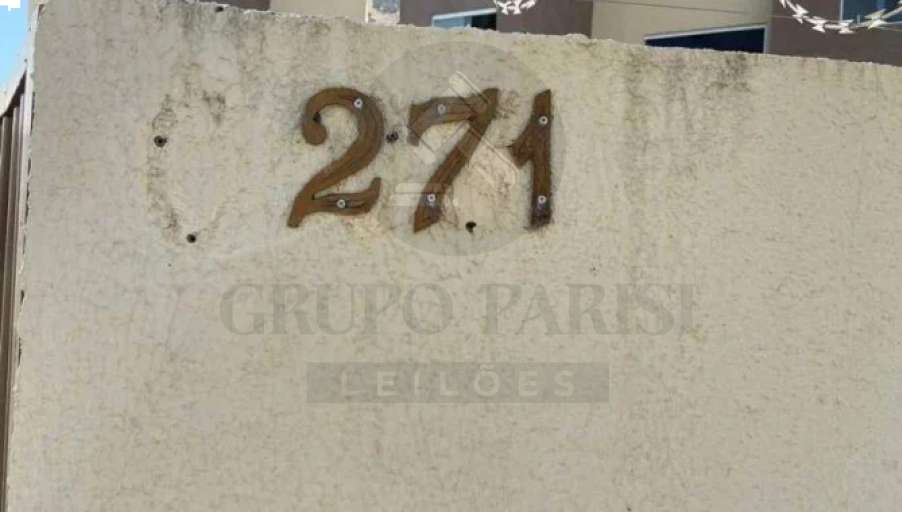 271
GRUPO PARISI
LEILÕES